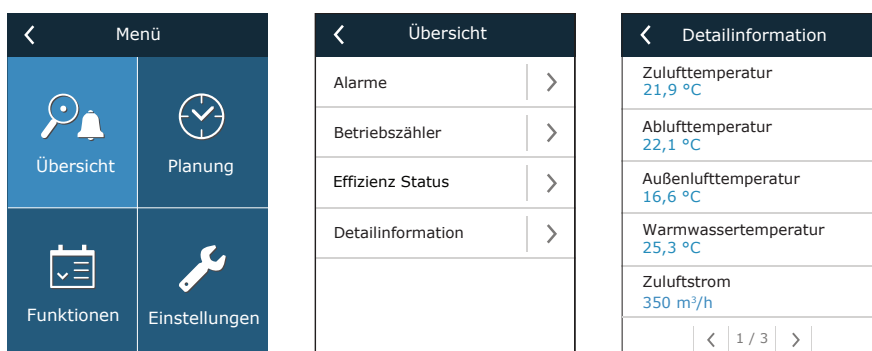 Menü
Übersicht
Planung
Funktionen
Einstellungen
Übersicht
Alarme
Betriebszähler
Effizienz Status
Detailinformation
Detailinformation
Zulufttemperatur
21,9 °C
Ablufttemperatur
22,1 °C
Außenlufttemperatur
16,6 °C
Warmwassertemperatur
25,3 °C
Zuluftstrom
350 m³/h
1 / 3